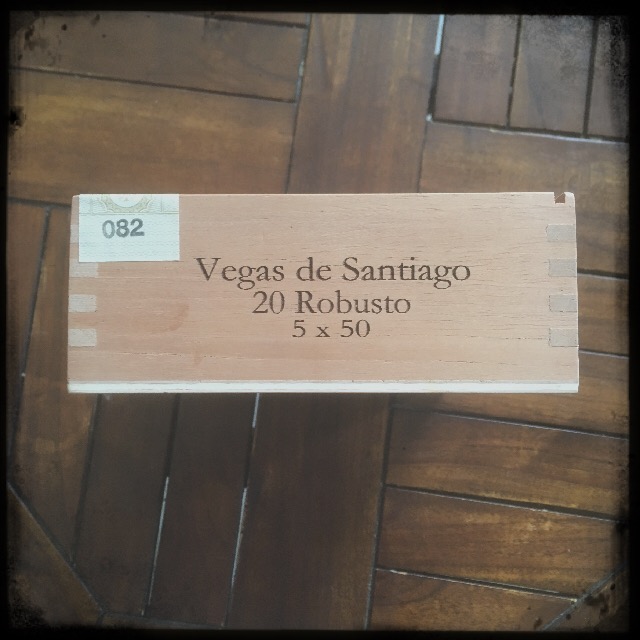 082
Vegas de Santiago
20 Robusto
5 x 50